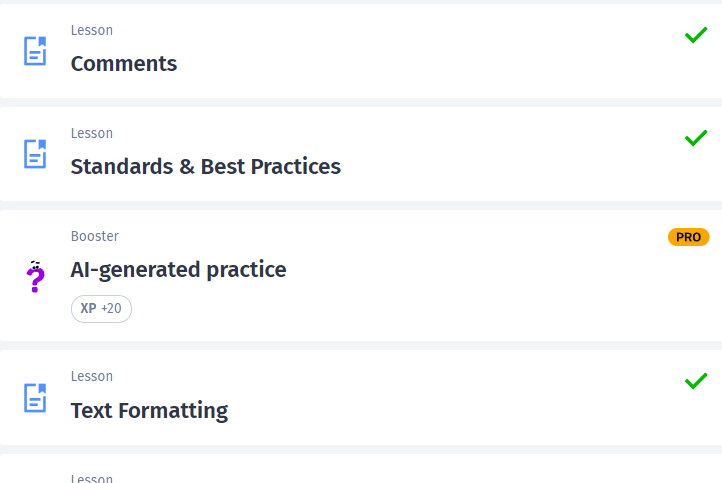 Lesson
Comments
Lesson
Standards & Best Practices
Booster
PRO
AI-generated practice
XP +20
Lesson
Text Formatting
Lesson